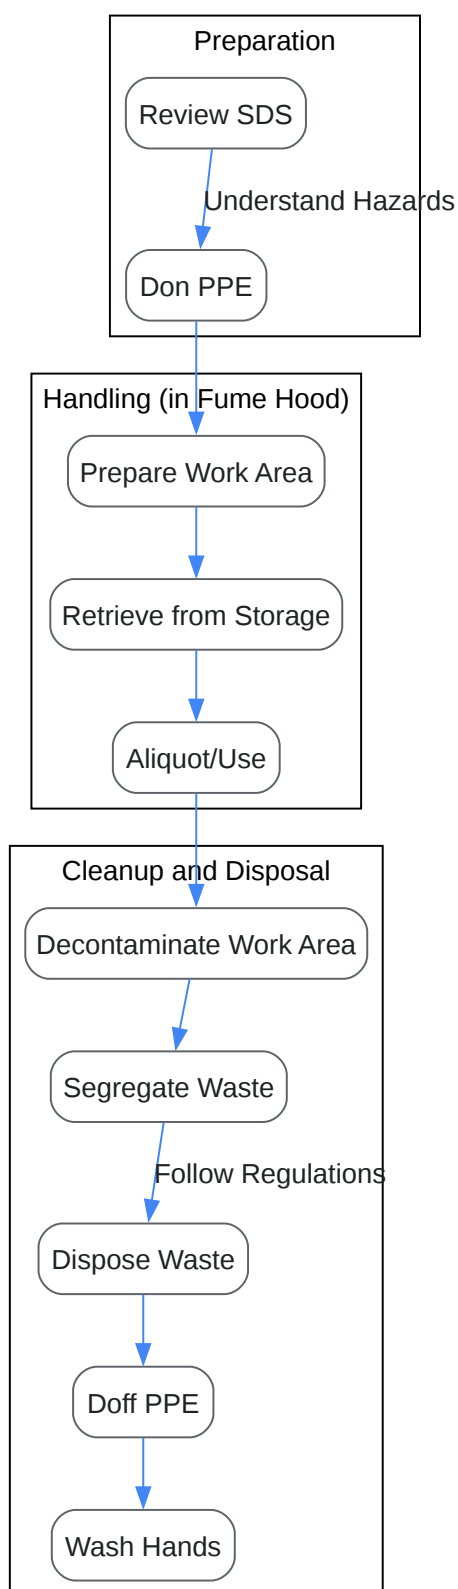 Preparation
Review SDS
Understand Hazards
Don PPE
Handling (in Fume Hood)
Prepare Work Area
Retrieve from Storage
Aliquot/Use
Cleanup and Disposal
Decontaminate Work Area
Segregate Waste
Follow Regulations
Dispose Waste
Doff PPE
Wash Hands